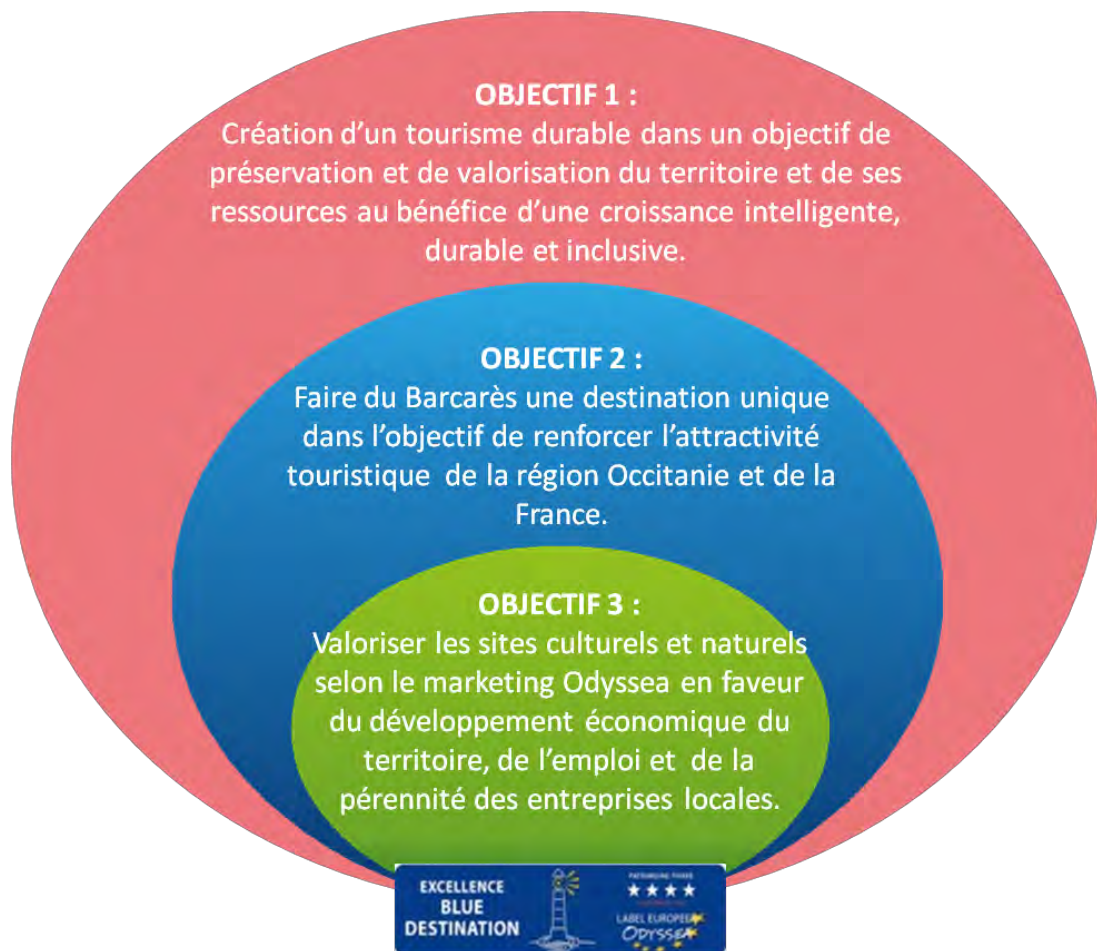 OBJECTIF 1 :
Création d’un tourisme durable dans un objectif de
préservation et de valorisation du territoire et de ses
ressources au bénéfice d’une croissance intelligente,
durable et inclusive.
OBJECTIF 2 :
Faire du Barcarès une destination unique
dans l’objectif de renforcer l’attractivité
touristique de la région Occitanie et de la
France.
OBJECTIF 3 :
Valoriser les sites culturels et naturels
selon le marketing Odyssea en faveur
du développement économique du
territoire, de l’emploi et de la
pérennité des entreprises locales.
EXCELLENCE
BLUE
DESTINATION
PATRIMOINE PHARE
LABEL EUROPEEN
ODYSSEA